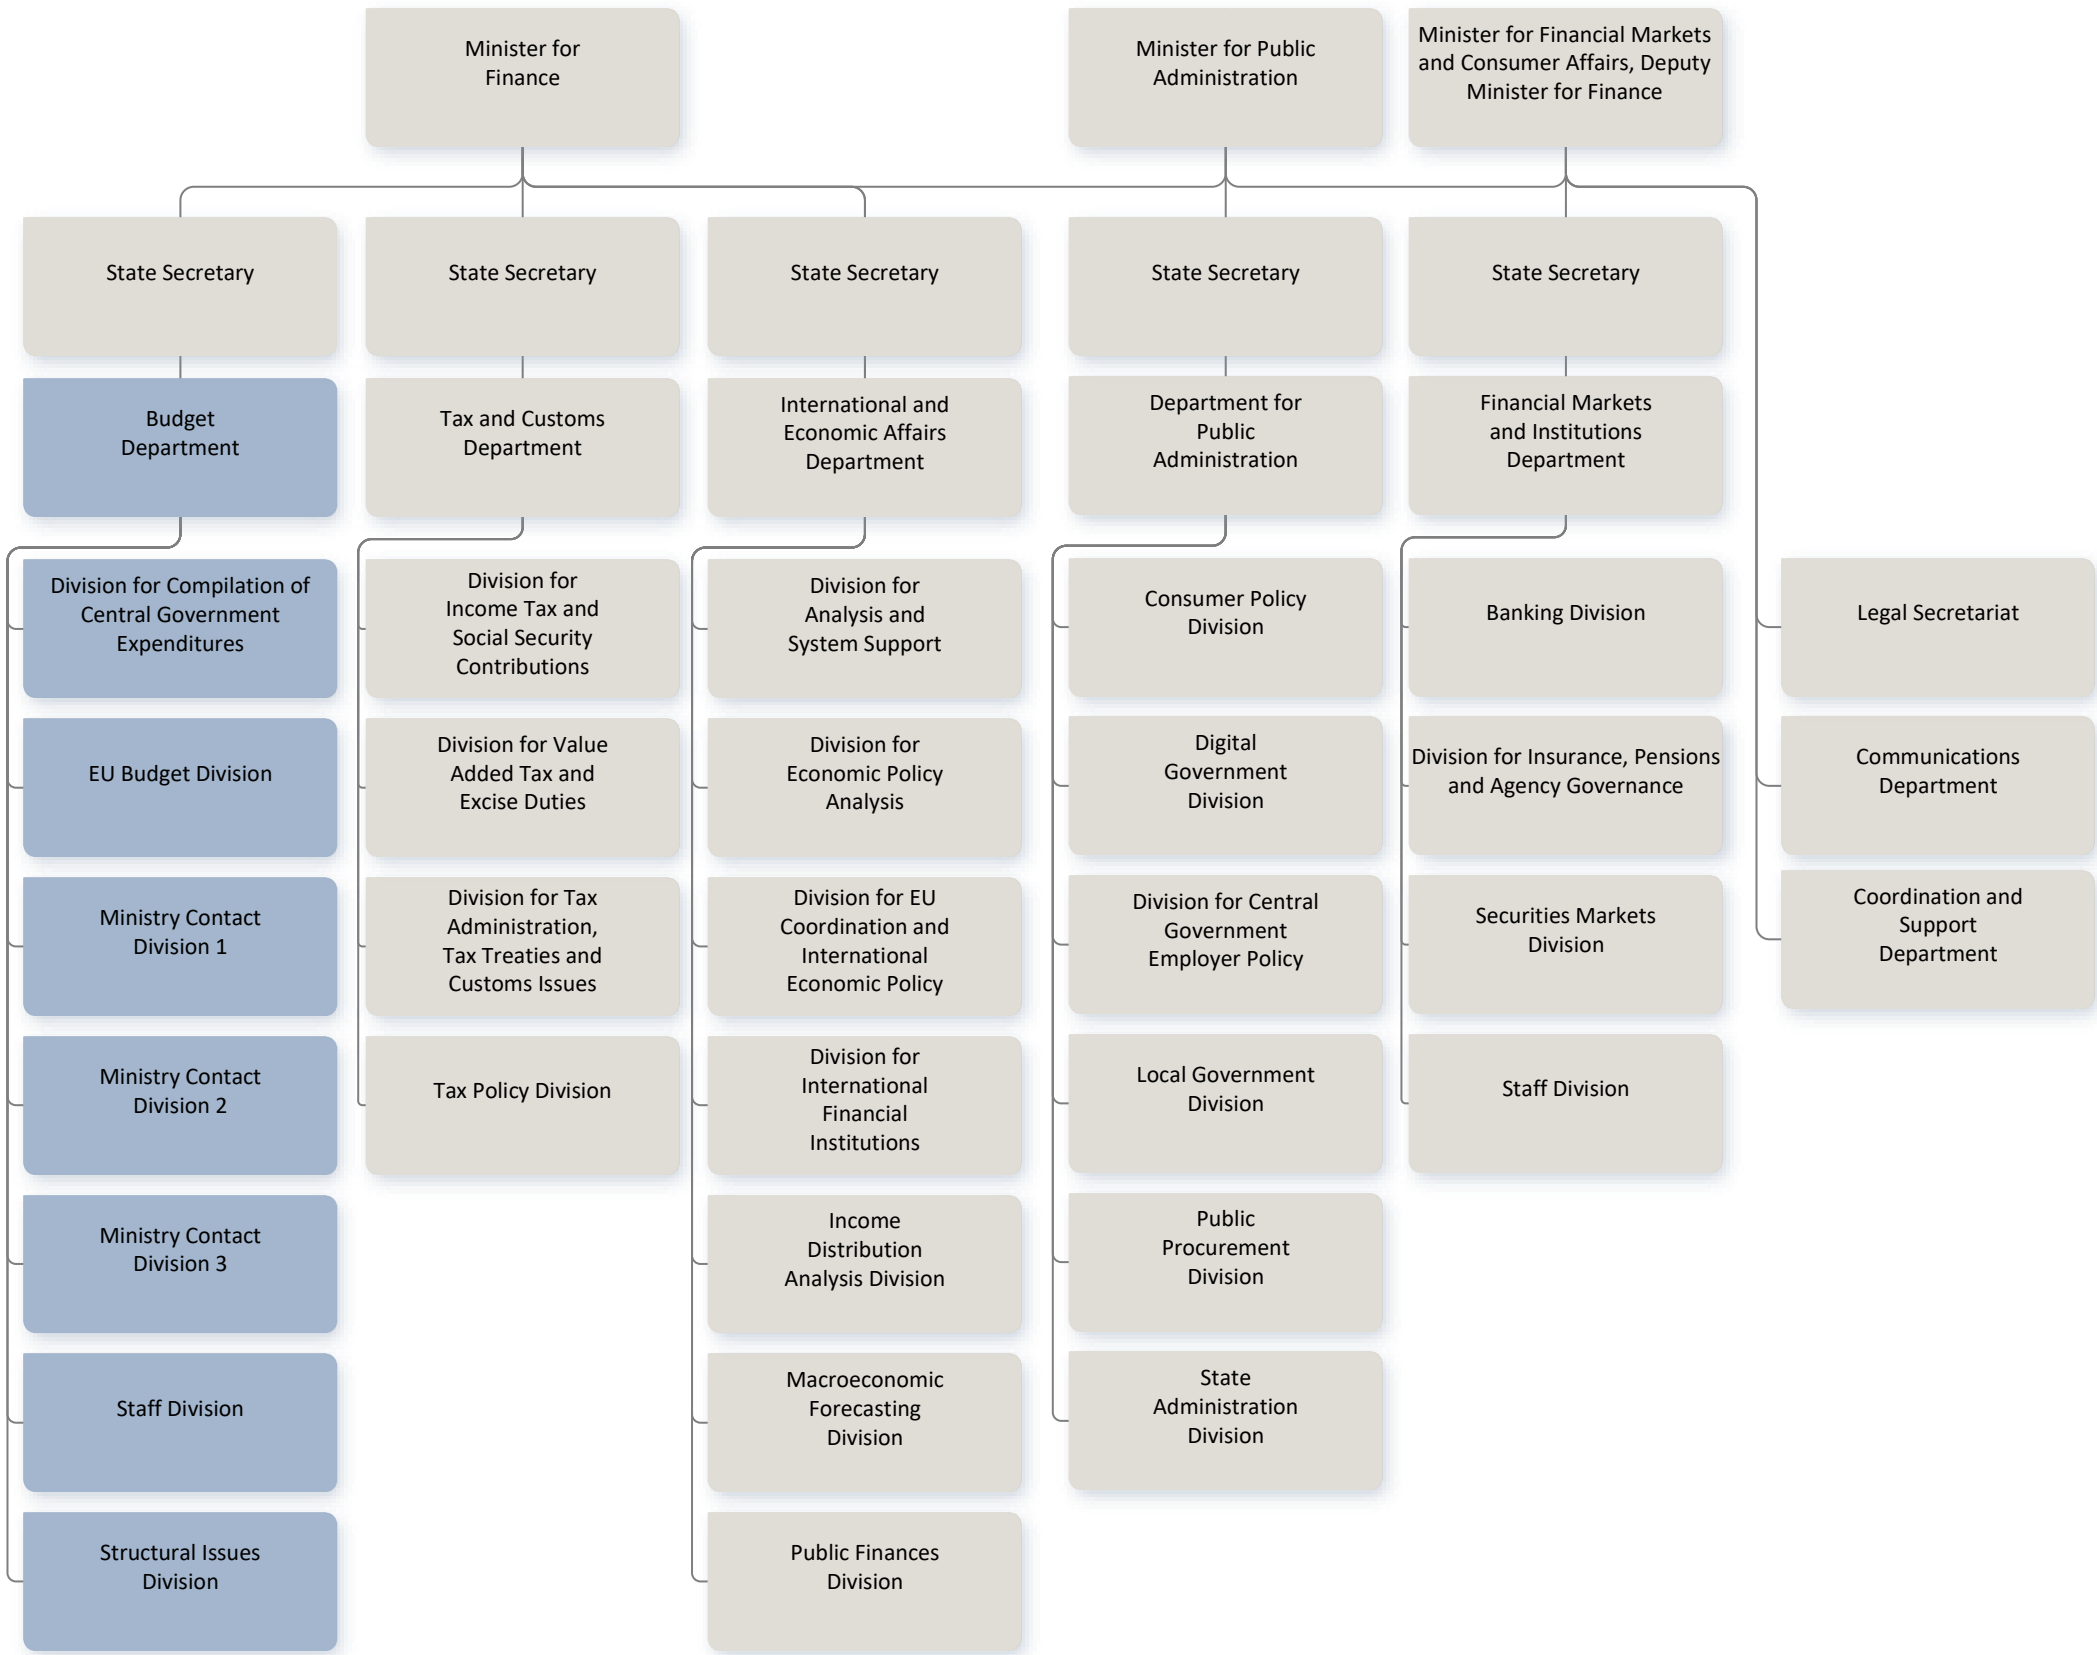 Minister for
Finance
Minister for Public
Administration
Minister for Financial Markets
and Consumer Affairs, Deputy
Minister for Finance
State Secretary
State Secretary
State Secretary
State Secretary
State Secretary
Budget
Department
Tax and Customs
Department
International and
Economic Affairs
Department
Department for
Public
Administration
Financial Markets
and Institutions
Department
Division for Compilation of
Central Government
Expenditures
Division for
Income Tax and
Social Security
Contributions
Division for
Analysis and
System Support
Consumer Policy
Division
Banking Division
Legal Secretariat
EU Budget Division
Division for Value
Added Tax and
Excise Duties
Division for
Economic Policy
Analysis
Digital
Government
Division
Division for Insurance, Pensions
and Agency Governance
Communications
Department
Ministry Contact
Division 1
Division for Tax
Administration,
Tax Treaties and
Customs Issues
Division for EU
Coordination and
International
Economic Policy
Division for Central
Government
Employer Policy
Securities Markets
Division
Coordination and
Support
Department
Ministry Contact
Division 2
Tax Policy Division
Division for
International
Financial
Institutions
Local Government
Division
Staff Division
Ministry Contact
Division 3
Income
Distribution
Analysis Division
Public
Procurement
Division
Staff Division
Macroeconomic
Forecasting
Division
State
Administration
Division
Structural Issues
Division
Public Finances
Division